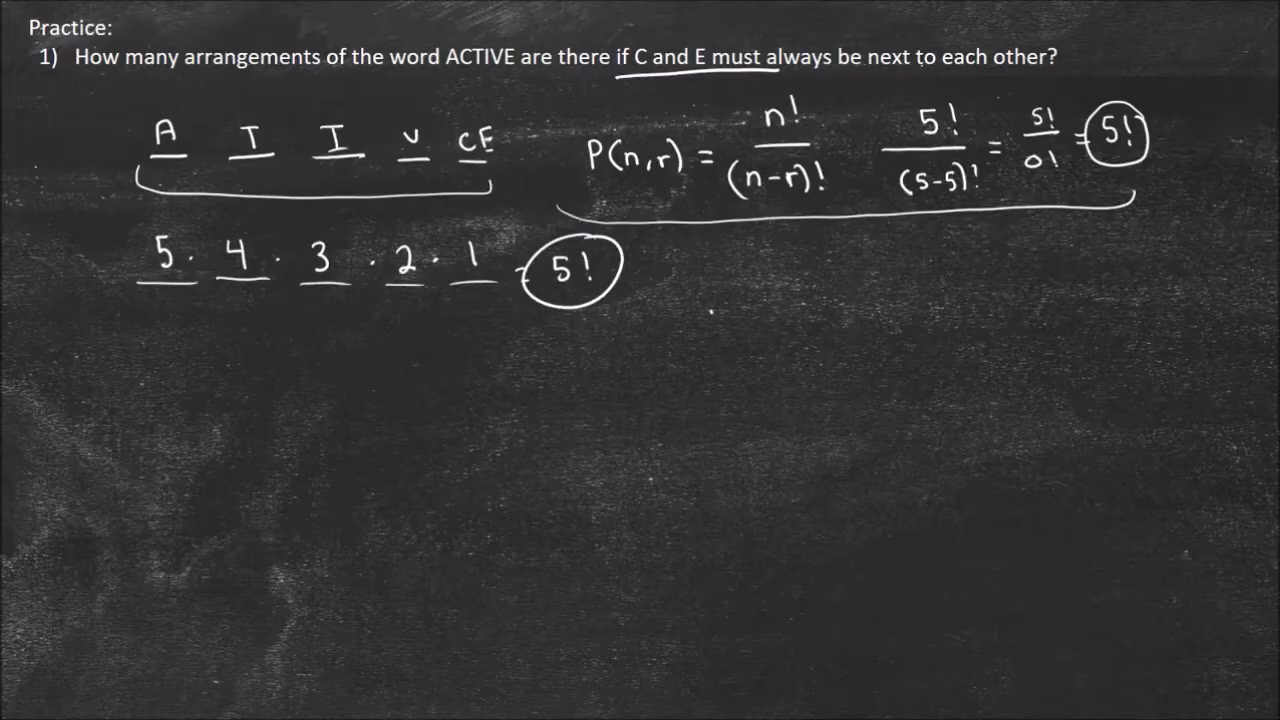 Practice:
1) How many arrangements of the word ACTIVE are there if C and E must always be next to each other?
A T I V CE
P(n,r) = n! / (n-r)! 5! / (5-5)! = 5! / 0! = 5!
5 · 4 · 3 · 2 · 1 = 5!